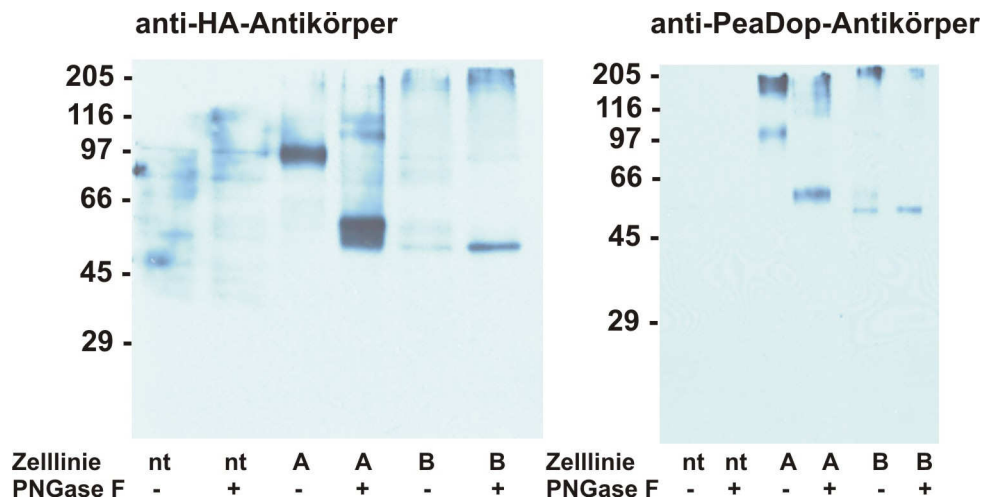 anti-HA-Antikörper
205 -
116 -
97 -
66 -
45 -
29 -
Zelllinie nt nt A A B B
PNGase F - + - + - +
anti-PeaDop-Antikörper
205 -
116 -
97 -
66 -
45 -
29 -
Zelllinie nt nt A A B B
PNGase F - + - + - +